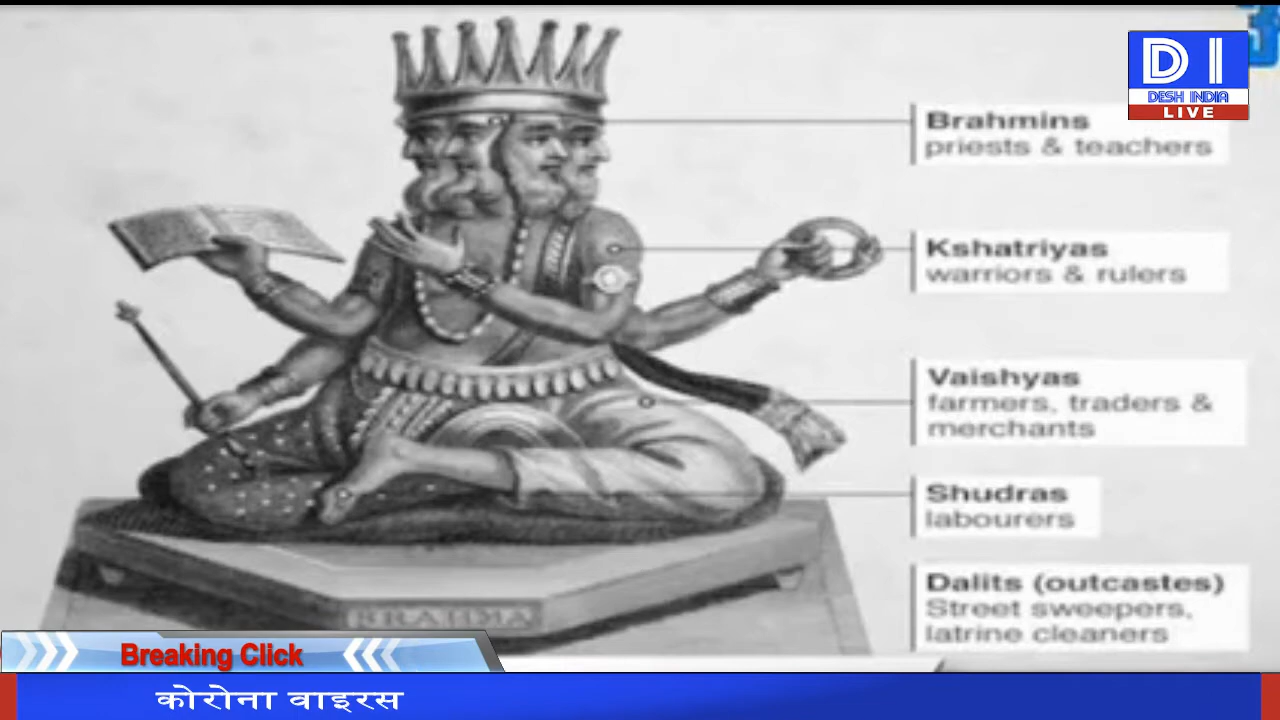 D I
DESH INDIA
LIVE
Brahmins
priests & teachers
Kshatriyas
warriors & rulers
Vaishyas
farmers, traders &
merchants
Shudras
labourers
Dalits (outcastes)
Street sweepers,
latrine cleaners
BRAHMA
Breaking Click
कोरोना वाइरस